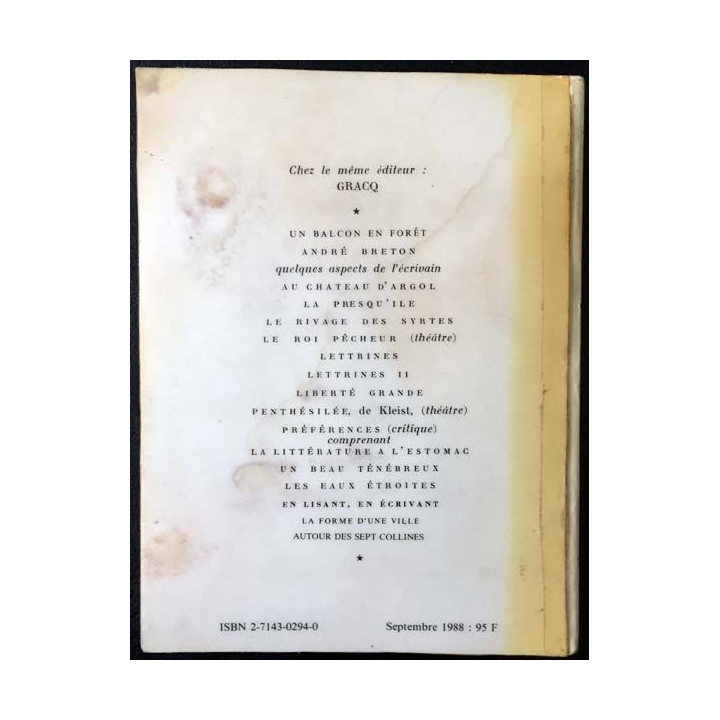 Chez le même éditeur :
GRACQ
★
UN BALCON EN FORÊT
ANDRÉ BRETON
quelques aspects de l'écrivain
AU CHATEAU D'ARGOL
LA PRESQU'ILE
LE RIVAGE DES SYRTES
LE ROI PÊCHEUR (théâtre)
LETTRINES
LETTRINES II
LIBERTÉ GRANDE
PENTHÉSILÉE, de Kleist, (théâtre)
PRÉFÉRENCES (critique)
comprenant
LA LITTÉRATURE A L'ESTOMAC
UN BEAU TÉNÉBREUX
LES EAUX ÉTROITES
EN LISANT, EN ÉCRIVANT
LA FORME D'UNE VILLE
AUTOUR DES SEPT COLLINES
★
ISBN 2-7143-0294-0 Septembre 1988 : 95 F